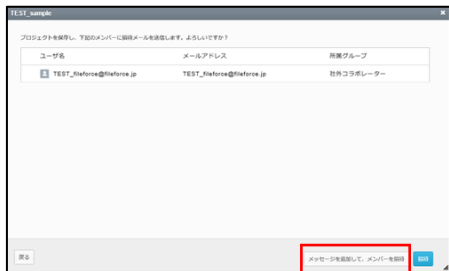 TEST_sample
×
プロジェクトを保存し、下記のメンバーに招待メールを送信します。よろしいですか？
ユーザ名 メールアドレス 所属グループ
TEST_fileforce@fileforce.jp TEST_fileforce@fileforce.jp 社外コラボレーター
戻る メッセージを追加して、メンバーを招待 招待